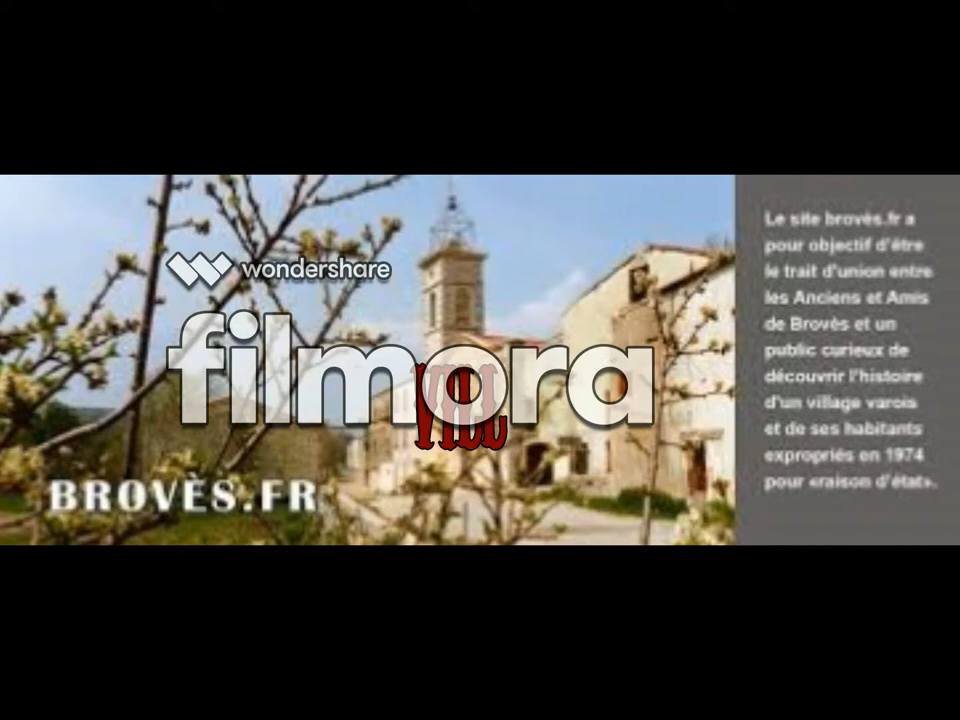 wondershare
filmora
BROVÈS.FR
Le site brovès.fr a
pour objectif d'être
le trait d'union entre
les Anciens et Amis
de Brovès et un
public curieux de
découvrir l'histoire
d'un village varois
et de ses habitants
expropriés en 1974
pour «raison d'état».